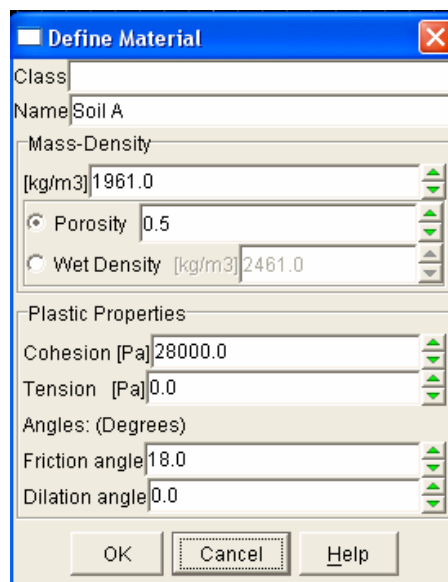 Define Material
Class
Name Soil A
Mass-Density
[kg/m3] 1961.0
Porosity 0.5
Wet Density [kg/m3] 2461.0
Plastic Properties
Cohesion [Pa] 28000.0
Tension [Pa] 0.0
Angles: (Degrees)
Friction angle 18.0
Dilation angle 0.0
OK Cancel Help